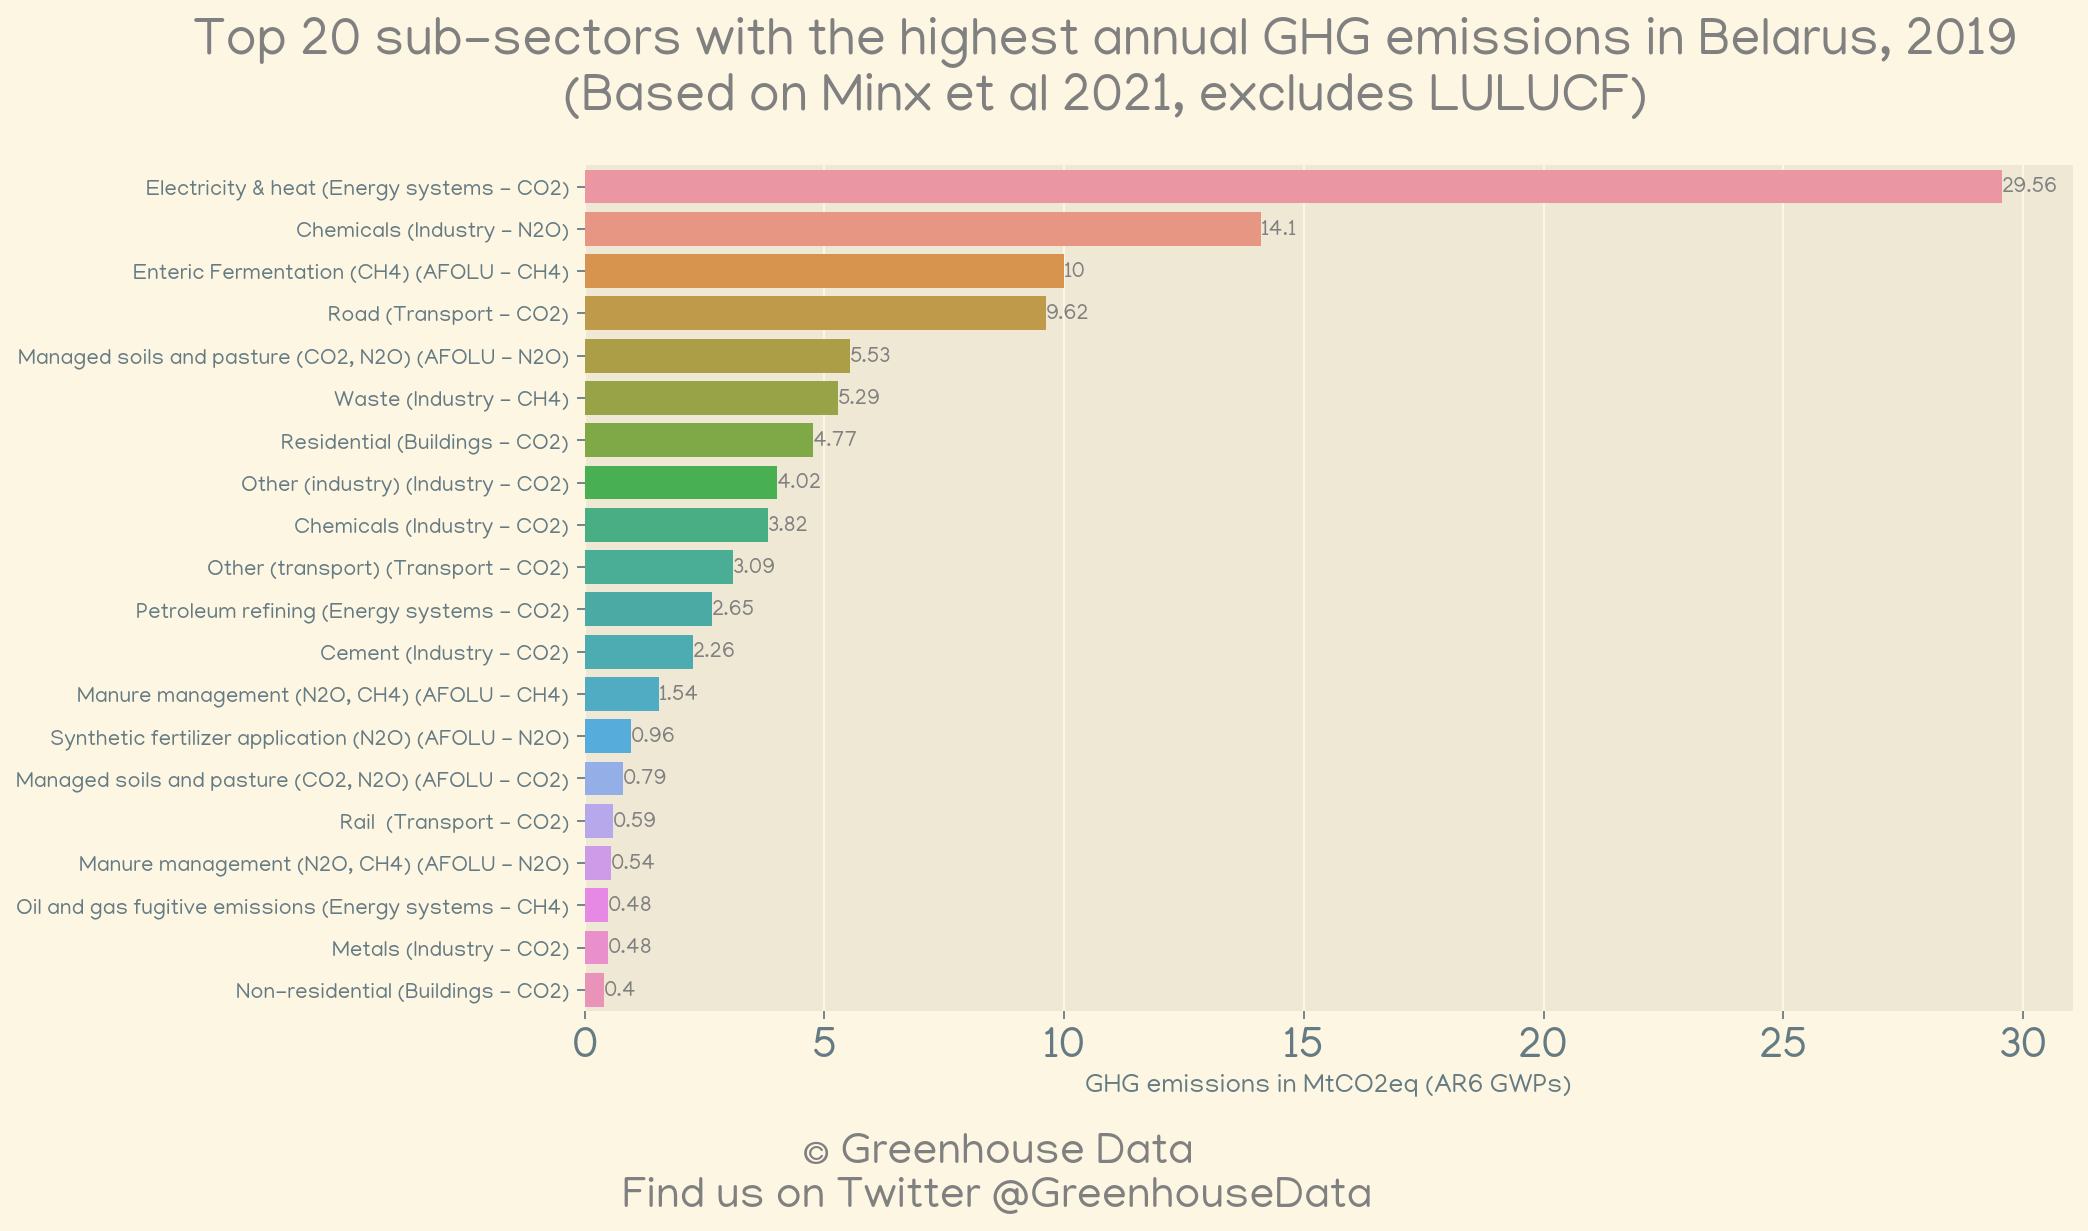 Top 20 sub-sectors with the highest annual GHG emissions in Belarus, 2019
(Based on Minx et al 2021, excludes LULUCF)
Electricity & heat (Energy systems - CO2) 29.56
Chemicals (Industry - N2O) 14.1
Enteric Fermentation (CH4) (AFOLU - CH4) 10
Road (Transport - CO2) 9.62
Managed soils and pasture (CO2, N2O) (AFOLU - N2O) 5.53
Waste (Industry - CH4) 5.29
Residential (Buildings - CO2) 4.77
Other (industry) (Industry - CO2) 4.02
Chemicals (Industry - CO2) 3.82
Other (transport) (Transport - CO2) 3.09
Petroleum refining (Energy systems - CO2) 2.65
Cement (Industry - CO2) 2.26
Manure management (N2O, CH4) (AFOLU - CH4) 1.54
Synthetic fertilizer application (N2O) (AFOLU - N2O) 0.96
Managed soils and pasture (CO2, N2O) (AFOLU - CO2) 0.79
Rail (Transport - CO2) 0.59
Manure management (N2O, CH4) (AFOLU - N2O) 0.54
Oil and gas fugitive emissions (Energy systems - CH4) 0.48
Metals (Industry - CO2) 0.48
Non-residential (Buildings - CO2) 0.4
0 5 10 15 20 25 30
GHG emissions in MtCO2eq (AR6 GWPs)
© Greenhouse Data
Find us on Twitter @GreenhouseData